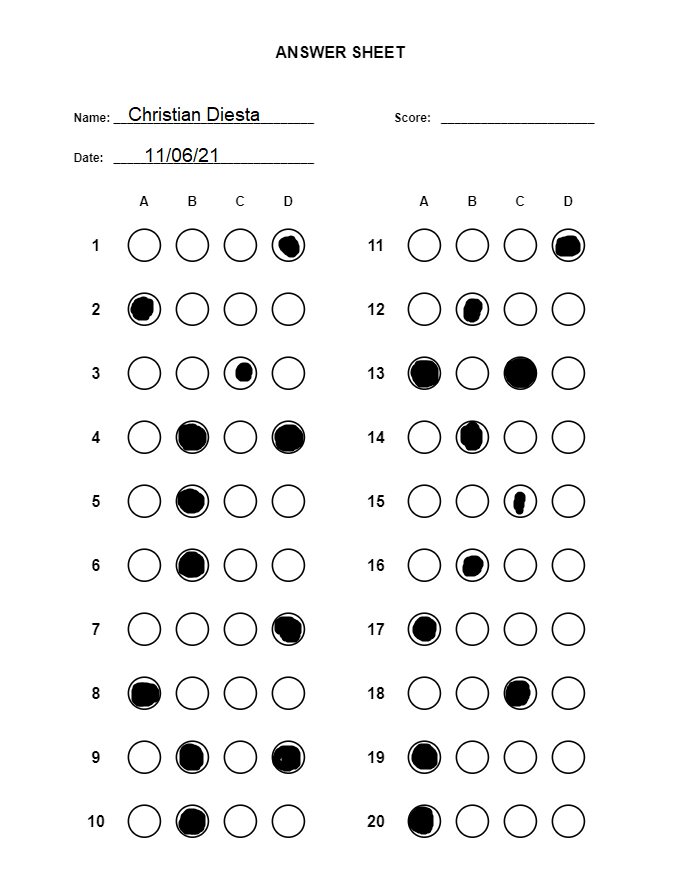 ANSWER SHEET
Name: Christian Diesta
Score:
Date: 11/06/21
A B C D A B C D
1 11
2 12
3 13
4 14
5 15
6 16
7 17
8 18
9 19
10 20